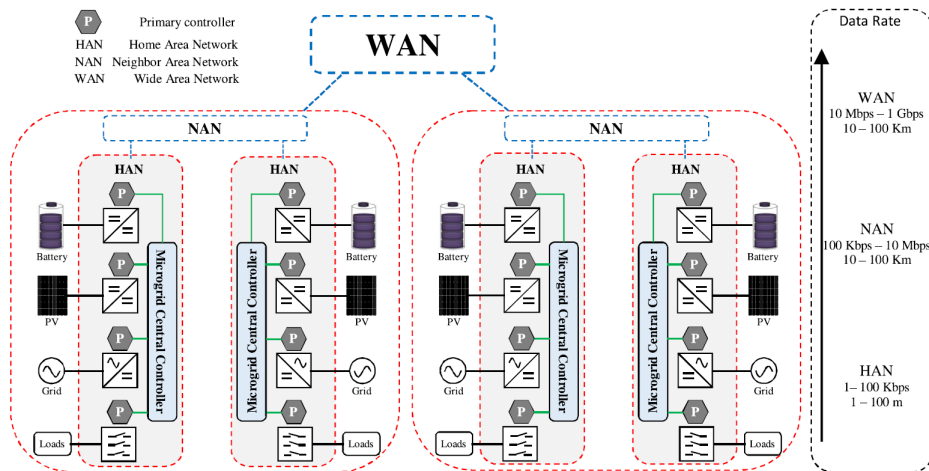 P Primary controller
HAN Home Area Network
NAN Neighbor Area Network
WAN Wide Area Network
WAN
NAN
HAN
P
Battery
P
PV
P
Grid
P
Loads
Microgrid Central Controller
HAN
P
Battery
P
PV
P
Grid
P
Loads
Microgrid Central Controller
NAN
HAN
P
Battery
P
PV
P
Grid
P
Loads
Microgrid Central Controller
HAN
P
Battery
P
PV
P
Grid
P
Loads
Microgrid Central Controller
Data Rate
WAN
10 Mbps – 1 Gbps
10 – 100 Km
NAN
100 Kbps – 10 Mbps
10 – 100 Km
HAN
1– 100 Kbps
1 – 100 m